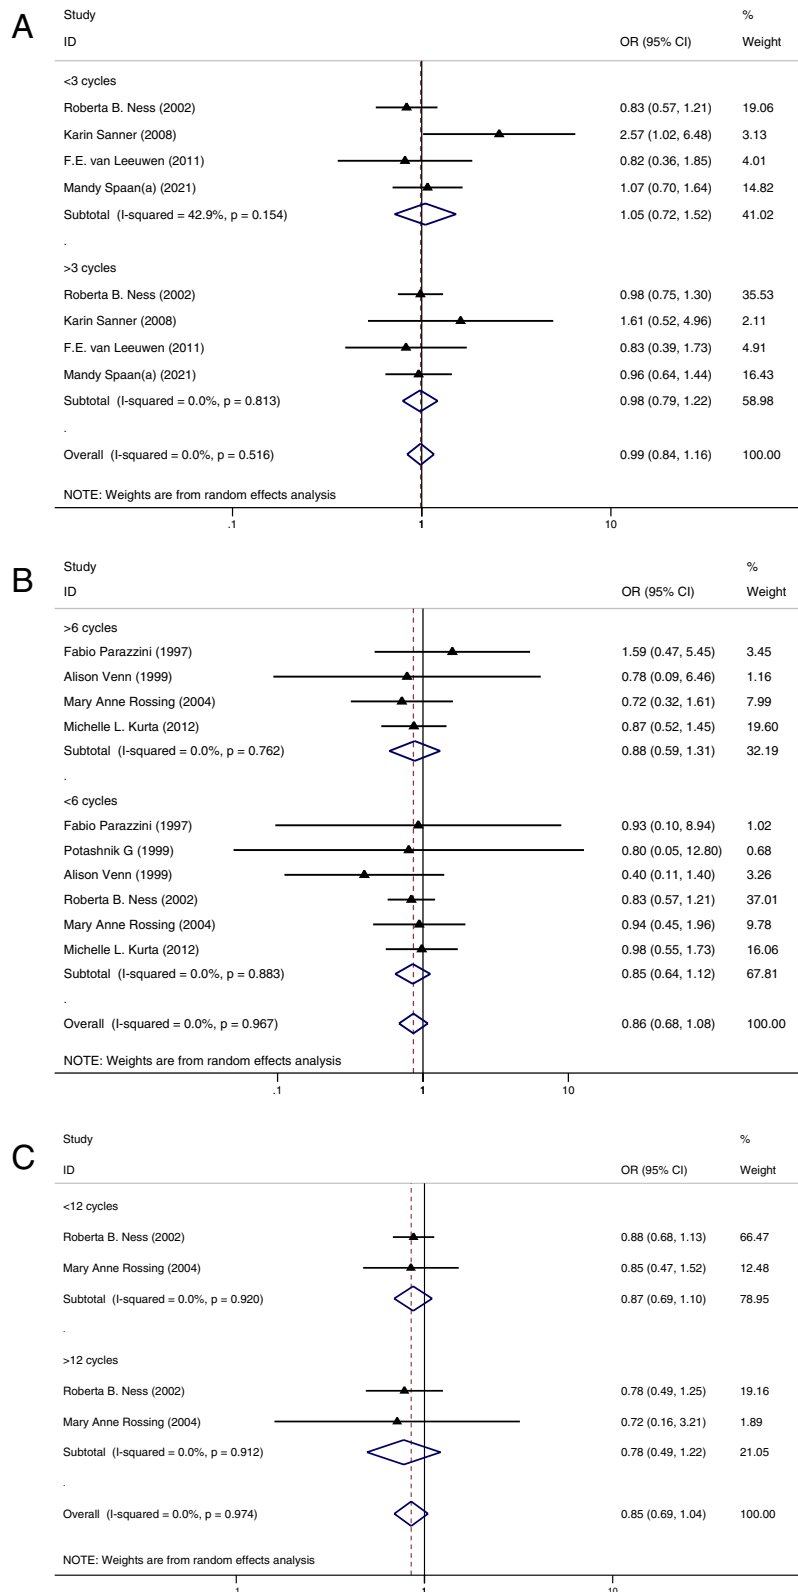 A
Study %
ID OR (95% CI) Weight
<3 cycles
Roberta B. Ness (2002) 0.83 (0.57, 1.21) 19.06
Karin Sanner (2008) 2.57 (1.02, 6.48) 3.13
F.E. van Leeuwen (2011) 0.82 (0.36, 1.85) 4.01
Mandy Spaan(a) (2021) 1.07 (0.70, 1.64) 14.82
Subtotal (I-squared = 42.9%, p = 0.154) 1.05 (0.72, 1.52) 41.02
.
>3 cycles
Roberta B. Ness (2002) 0.98 (0.75, 1.30) 35.53
Karin Sanner (2008) 1.61 (0.52, 4.96) 2.11
F.E. van Leeuwen (2011) 0.83 (0.39, 1.73) 4.91
Mandy Spaan(a) (2021) 0.96 (0.64, 1.44) 16.43
Subtotal (I-squared = 0.0%, p = 0.813) 0.98 (0.79, 1.22) 58.98
.
Overall (I-squared = 0.0%, p = 0.516) 0.99 (0.84, 1.16) 100.00
NOTE: Weights are from random effects analysis
.1 1 10
B
Study %
ID OR (95% CI) Weight
>6 cycles
Fabio Parazzini (1997) 1.59 (0.47, 5.45) 3.45
Alison Venn (1999) 0.78 (0.09, 6.46) 1.16
Mary Anne Rossing (2004) 0.72 (0.32, 1.61) 7.99
Michelle L. Kurta (2012) 0.87 (0.52, 1.45) 19.60
Subtotal (I-squared = 0.0%, p = 0.762) 0.88 (0.59, 1.31) 32.19
.
<6 cycles
Fabio Parazzini (1997) 0.93 (0.10, 8.94) 1.02
Potashnik G (1999) 0.80 (0.05, 12.80) 0.68
Alison Venn (1999) 0.40 (0.11, 1.40) 3.26
Roberta B. Ness (2002) 0.83 (0.57, 1.21) 37.01
Mary Anne Rossing (2004) 0.94 (0.45, 1.96) 9.78
Michelle L. Kurta (2012) 0.98 (0.55, 1.73) 16.06
Subtotal (I-squared = 0.0%, p = 0.883) 0.85 (0.64, 1.12) 67.81
.
Overall (I-squared = 0.0%, p = 0.967) 0.86 (0.68, 1.08) 100.00
NOTE: Weights are from random effects analysis
.1 1 10
C
Study %
ID OR (95% CI) Weight
<12 cycles
Roberta B. Ness (2002) 0.88 (0.68, 1.13) 66.47
Mary Anne Rossing (2004) 0.85 (0.47, 1.52) 12.48
Subtotal (I-squared = 0.0%, p = 0.920) 0.87 (0.69, 1.10) 78.95
.
>12 cycles
Roberta B. Ness (2002) 0.78 (0.49, 1.25) 19.16
Mary Anne Rossing (2004) 0.72 (0.16, 3.21) 1.89
Subtotal (I-squared = 0.0%, p = 0.912) 0.78 (0.49, 1.22) 21.05
.
Overall (I-squared = 0.0%, p = 0.974) 0.85 (0.69, 1.04) 100.00
NOTE: Weights are from random effects analysis
.1 1 10